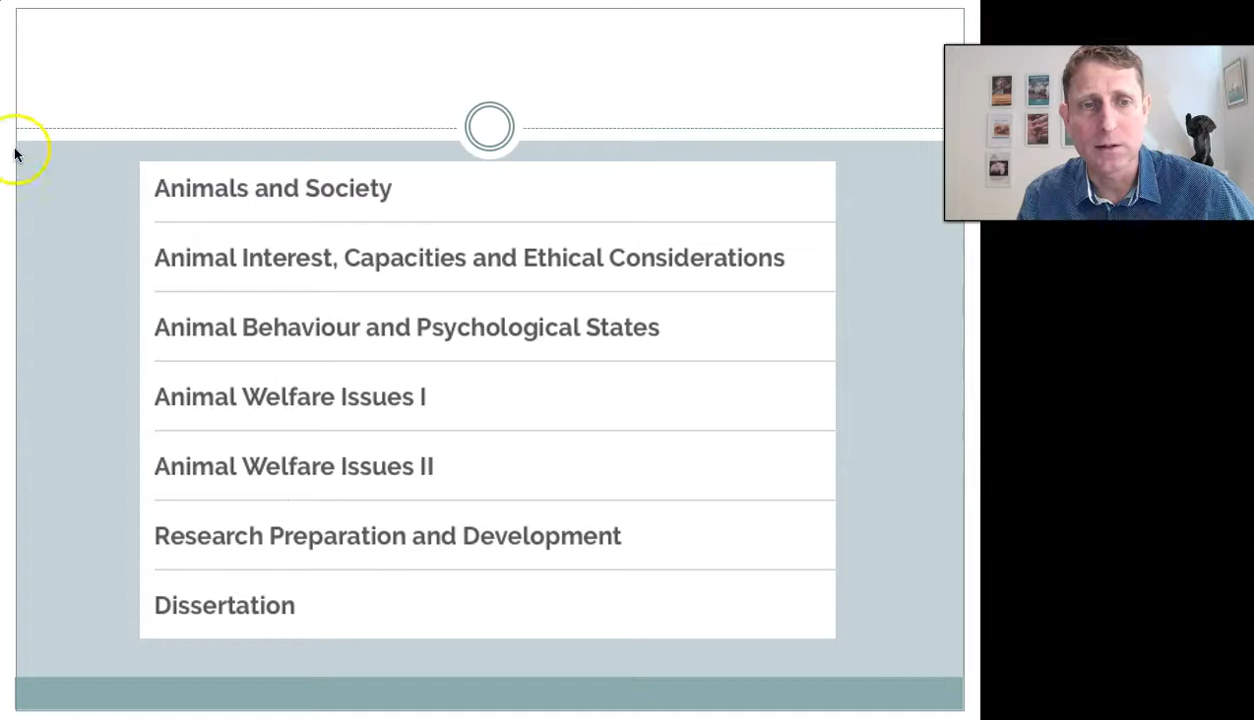 Animals and Society
Animal Interest, Capacities and Ethical Considerations
Animal Behaviour and Psychological States
Animal Welfare Issues I
Animal Welfare Issues II
Research Preparation and Development
Dissertation